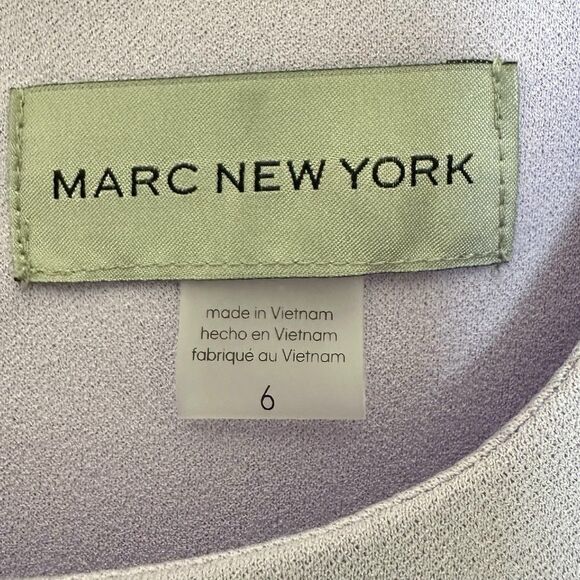 MARC NEW YORK
made in Vietnam
hecho en Vietnam
fabriqué au Vietnam
6